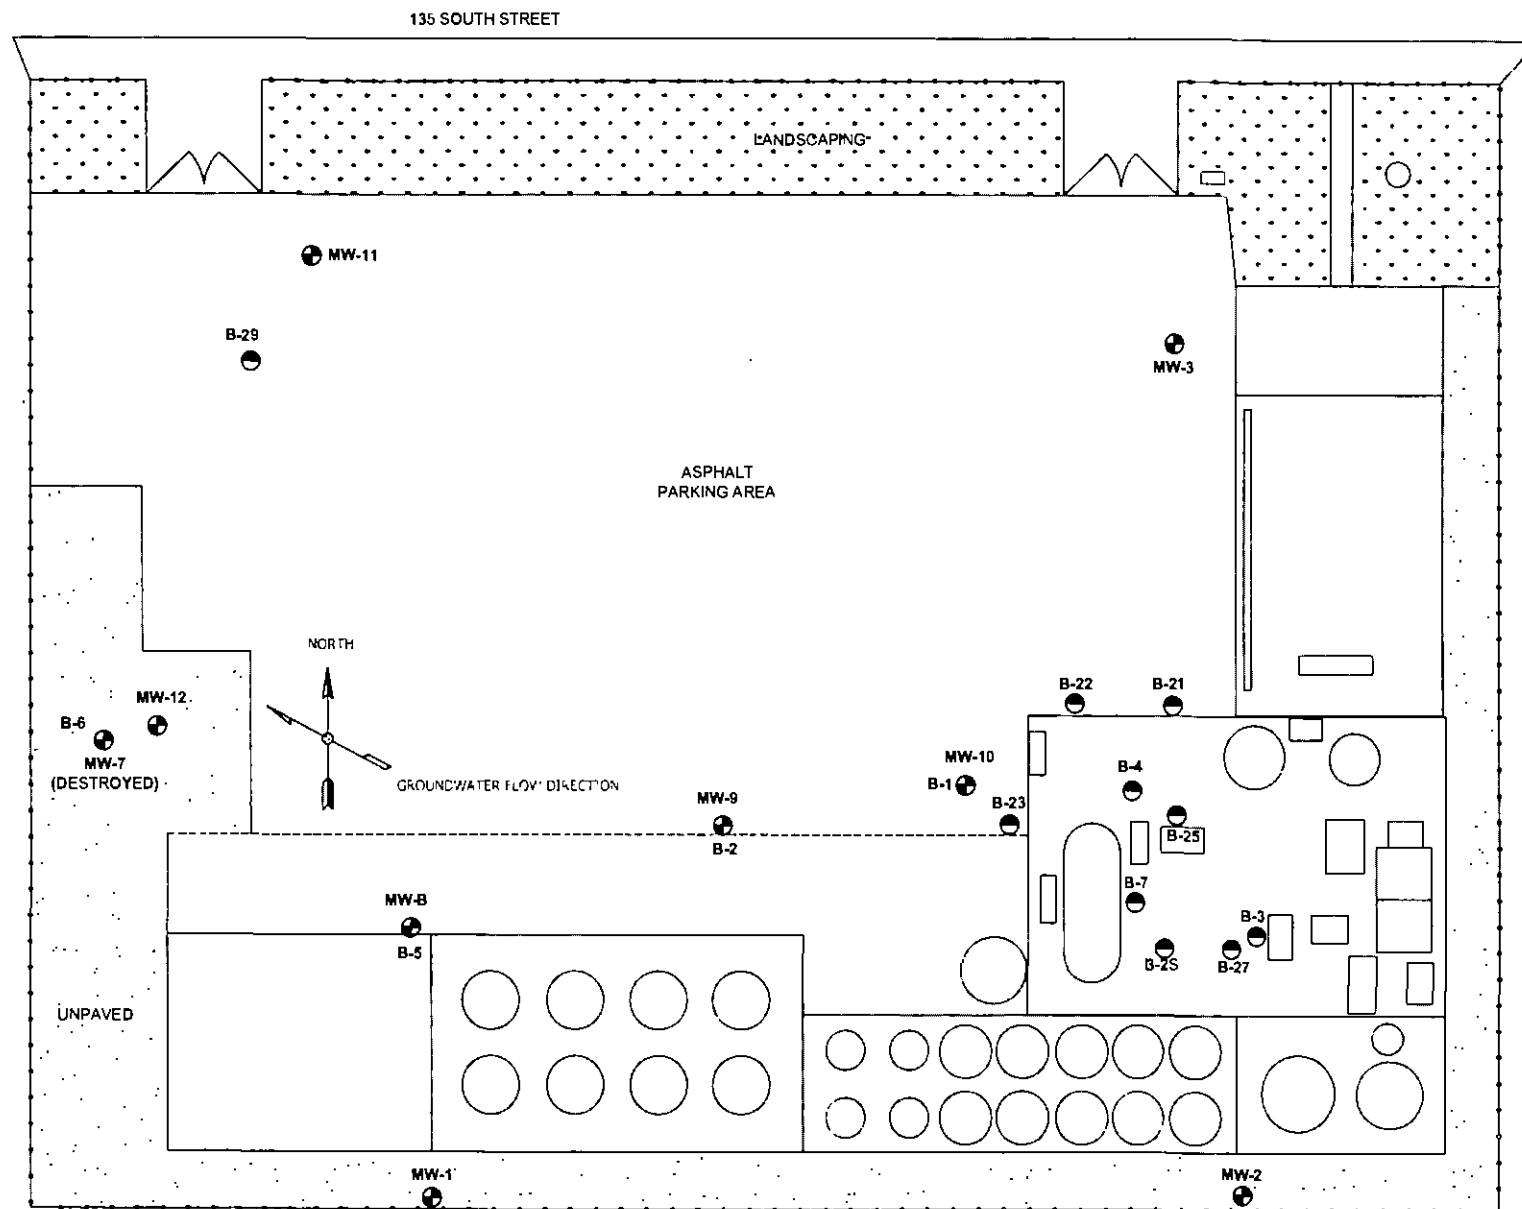 135 SOUTH STREET
LANDSCAPING
MW-11
B-29
MW-3
ASPHALT
PARKING AREA
NORTH
B-22
B-21
MW-12
B-6
MW-7
(DESTROYED)
GROUNDWATER FLOW DIRECTION
MW-10
B-1
B-4
B-23
MW-9
B-2
B-25
B-7
MW-8
B-5
B-3
B-2S
B-27
UNPAVED
MW-1
MW-2